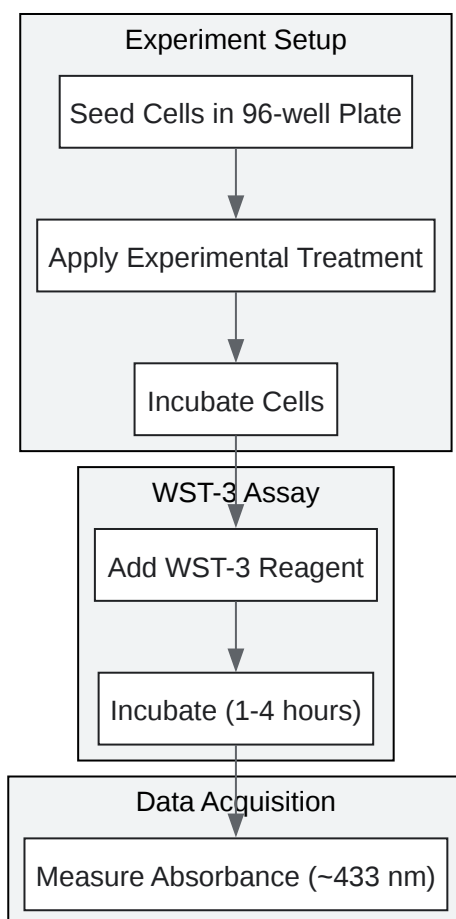 Experiment Setup
Seed Cells in 96-well Plate
Apply Experimental Treatment
Incubate Cells
WST-3 Assay
Add WST-3 Reagent
Incubate (1-4 hours)
Data Acquisition
Measure Absorbance (~433 nm)